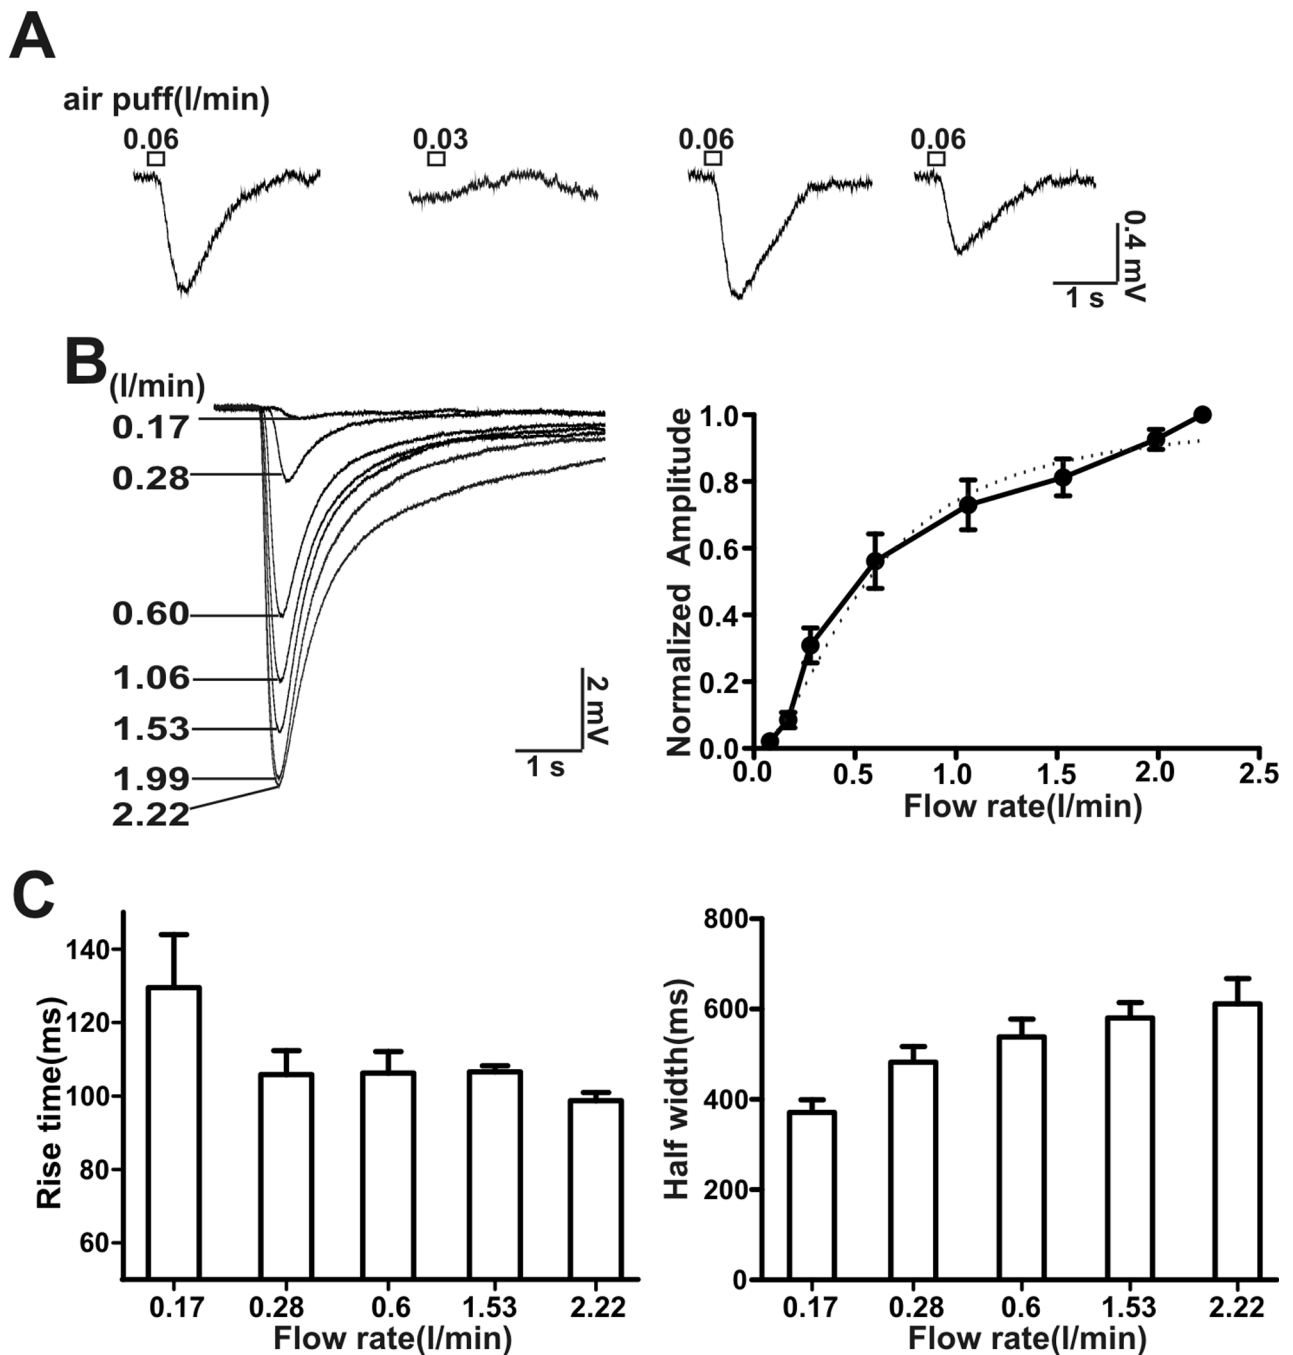 A
air puff(l/min)
0.06
0.03
0.06
0.06
0.4 mV
1 s
B
(l/min)
0.17
0.28
0.60
1.06
1.53
1.99
2.22
2 mV
1 s
Normalized Amplitude
1.0
0.8
0.6
0.4
0.2
0.0
0.0 0.5 1.0 1.5 2.0 2.5
Flow rate(l/min)
C
Rise time(ms)
140
120
100
80
60
0.17 0.28 0.6 1.53 2.22
Flow rate(l/min)
Half width(ms)
800
600
400
200
0
0.17 0.28 0.6 1.53 2.22
Flow rate(l/min)